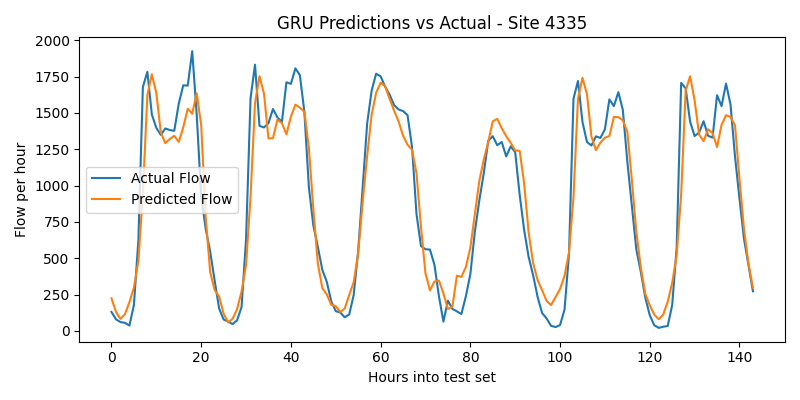 GRU Predictions vs Actual - Site 4335
2000
1750
1500
1250
1000
750
500
250
0
Flow per hour
Actual Flow
Predicted Flow
0 20 40 60 80 100 120 140
Hours into test set